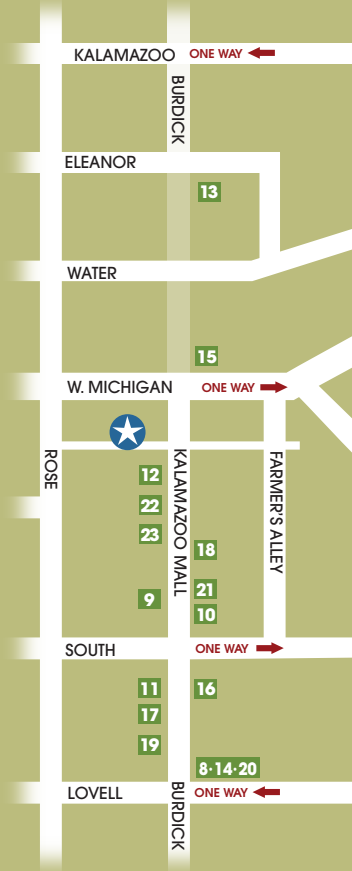 KALAMAZOO ONE WAY
BURDICK
ELEANOR
13
WATER
15
W. MICHIGAN ONE WAY
ROSE
KALAMAZOO MALL
FARMER'S ALLEY
12
22
23
18
21
9
10
SOUTH ONE WAY
11 16
17
19
8·14·20
LOVELL ONE WAY
BURDICK